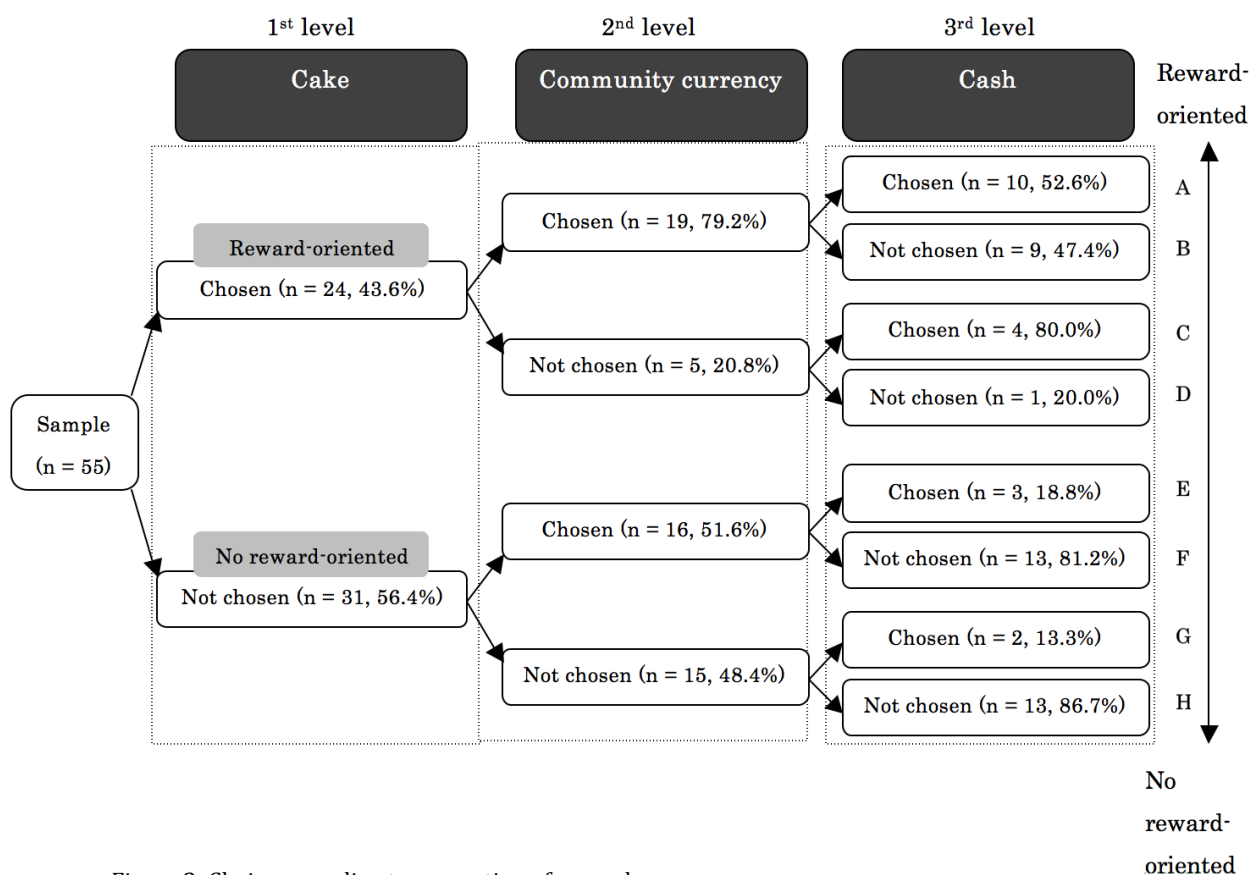 1st level
2nd level
3rd level
Cake
Community currency
Cash
Reward-
oriented
Sample
(n = 55)
Reward-oriented
Chosen (n = 24, 43.6%)
No reward-oriented
Not chosen (n = 31, 56.4%)
Chosen (n = 19, 79.2%)
Not chosen (n = 5, 20.8%)
Chosen (n = 16, 51.6%)
Not chosen (n = 15, 48.4%)
Chosen (n = 10, 52.6%)
A
Not chosen (n = 9, 47.4%)
B
Chosen (n = 4, 80.0%)
C
Not chosen (n = 1, 20.0%)
D
Chosen (n = 3, 18.8%)
E
Not chosen (n = 13, 81.2%)
F
Chosen (n = 2, 13.3%)
G
Not chosen (n = 13, 86.7%)
H
No
reward-
oriented